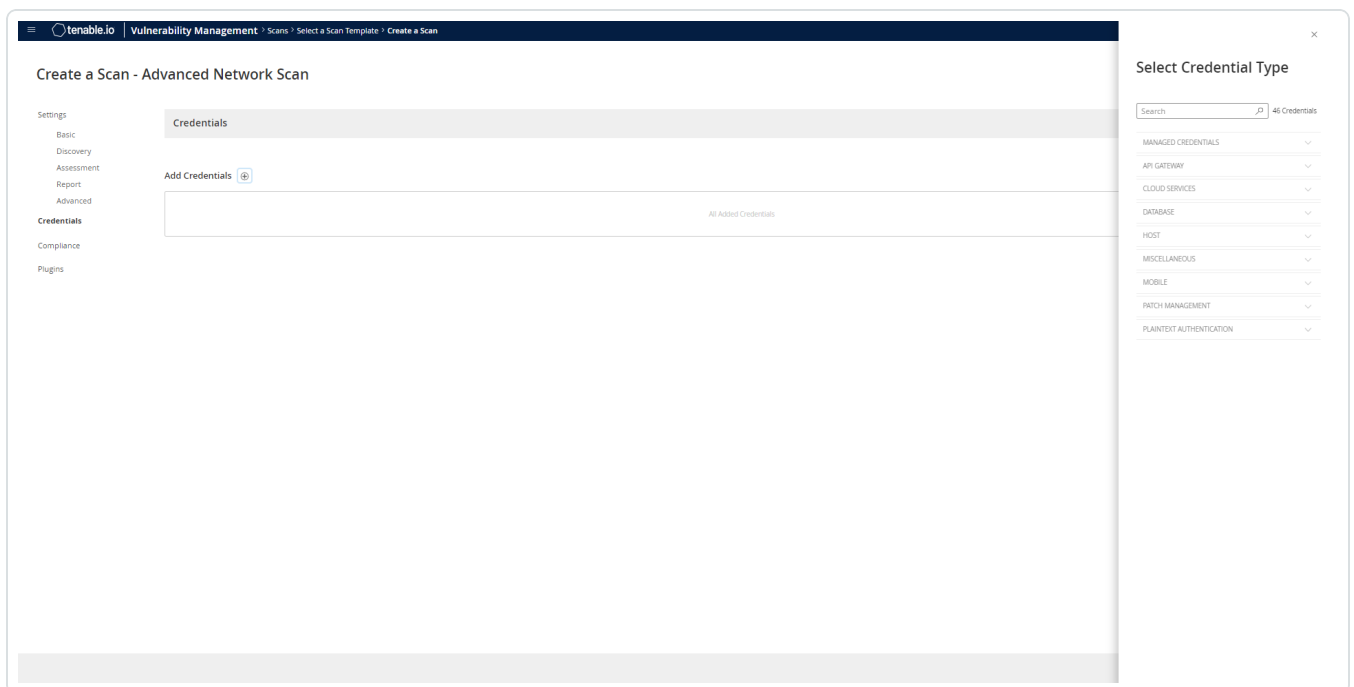 tenable.io Vulnerability Management > Scans > Select a Scan Template > Create a Scan
Create a Scan - Advanced Network Scan
Settings
Basic
Discovery
Assessment
Report
Advanced
Credentials
Compliance
Plugins
Credentials
Add Credentials
All Added Credentials
Select Credential Type
Search 46 Credentials
MANAGED CREDENTIALS
API GATEWAY
CLOUD SERVICES
DATABASE
HOST
MISCELLANEOUS
MOBILE
PATCH MANAGEMENT
PLAINTEXT AUTHENTICATION